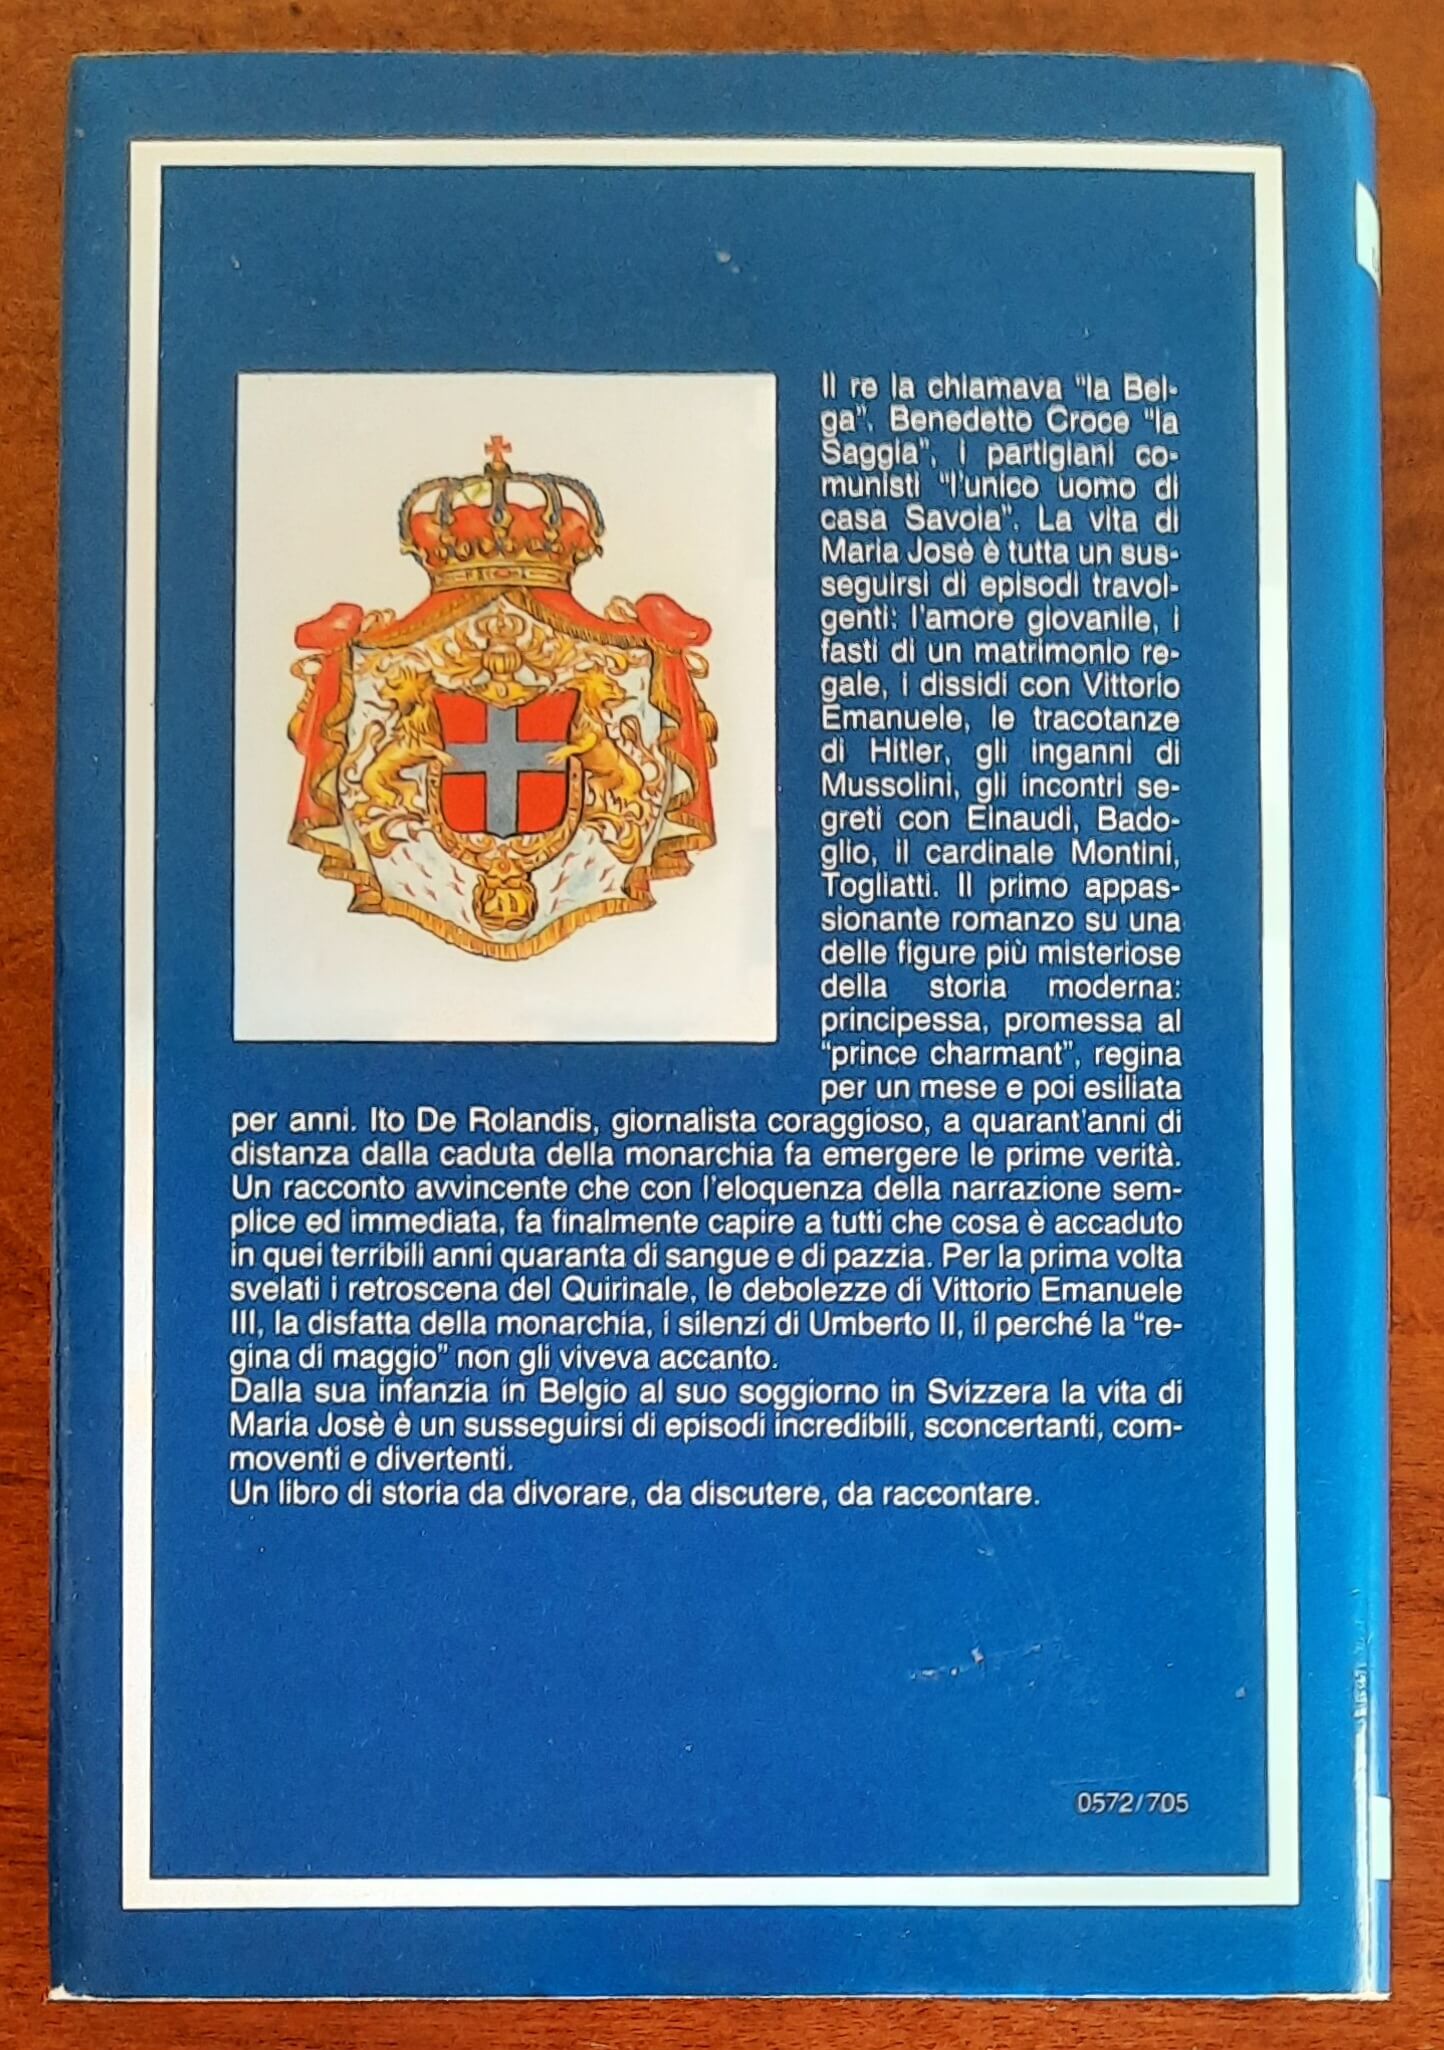 Il re la chiamava "la Bel-
ga", Benedetto Croce "la
Saggia", i partigiani co-
munisti "l'unico uomo di
casa Savoia". La vita di
Maria Josè è tutta un sus-
seguirsi di episodi travol-
genti: l'amore giovanile, i
fasti di un matrimonio re-
gale, i dissidi con Vittorio
Emanuele, le tracotanze
di Hitler, gli inganni di
Mussolini, gli incontri se-
greti con Einaudi, Bado-
glio, il cardinale Montini,
Togliatti. Il primo appas-
sionante romanzo su una
delle figure più misteriose
della storia moderna:
principessa, promessa al
"prince charmant", regina
per un mese e poi esiliata
per anni. Ito De Rolandis, giornalista coraggioso, a quarant'anni di
distanza dalla caduta della monarchia fa emergere le prime verità.
Un racconto avvincente che con l'eloquenza della narrazione sem-
plice ed immediata, fa finalmente capire a tutti che cosa è accaduto
in quei terribili anni quaranta di sangue e di pazzia. Per la prima volta
svelati i retroscena del Quirinale, le debolezze di Vittorio Emanuele
III, la disfatta della monarchia, i silenzi di Umberto II, il perché la "re-
gina di maggio" non gli viveva accanto.
Dalla sua infanzia in Belgio al suo soggiorno in Svizzera la vita di
Maria Josè è un susseguirsi di episodi incredibili, sconcertanti, com-
moventi e divertenti.
Un libro di storia da divorare, da discutere, da raccontare.
0572/705